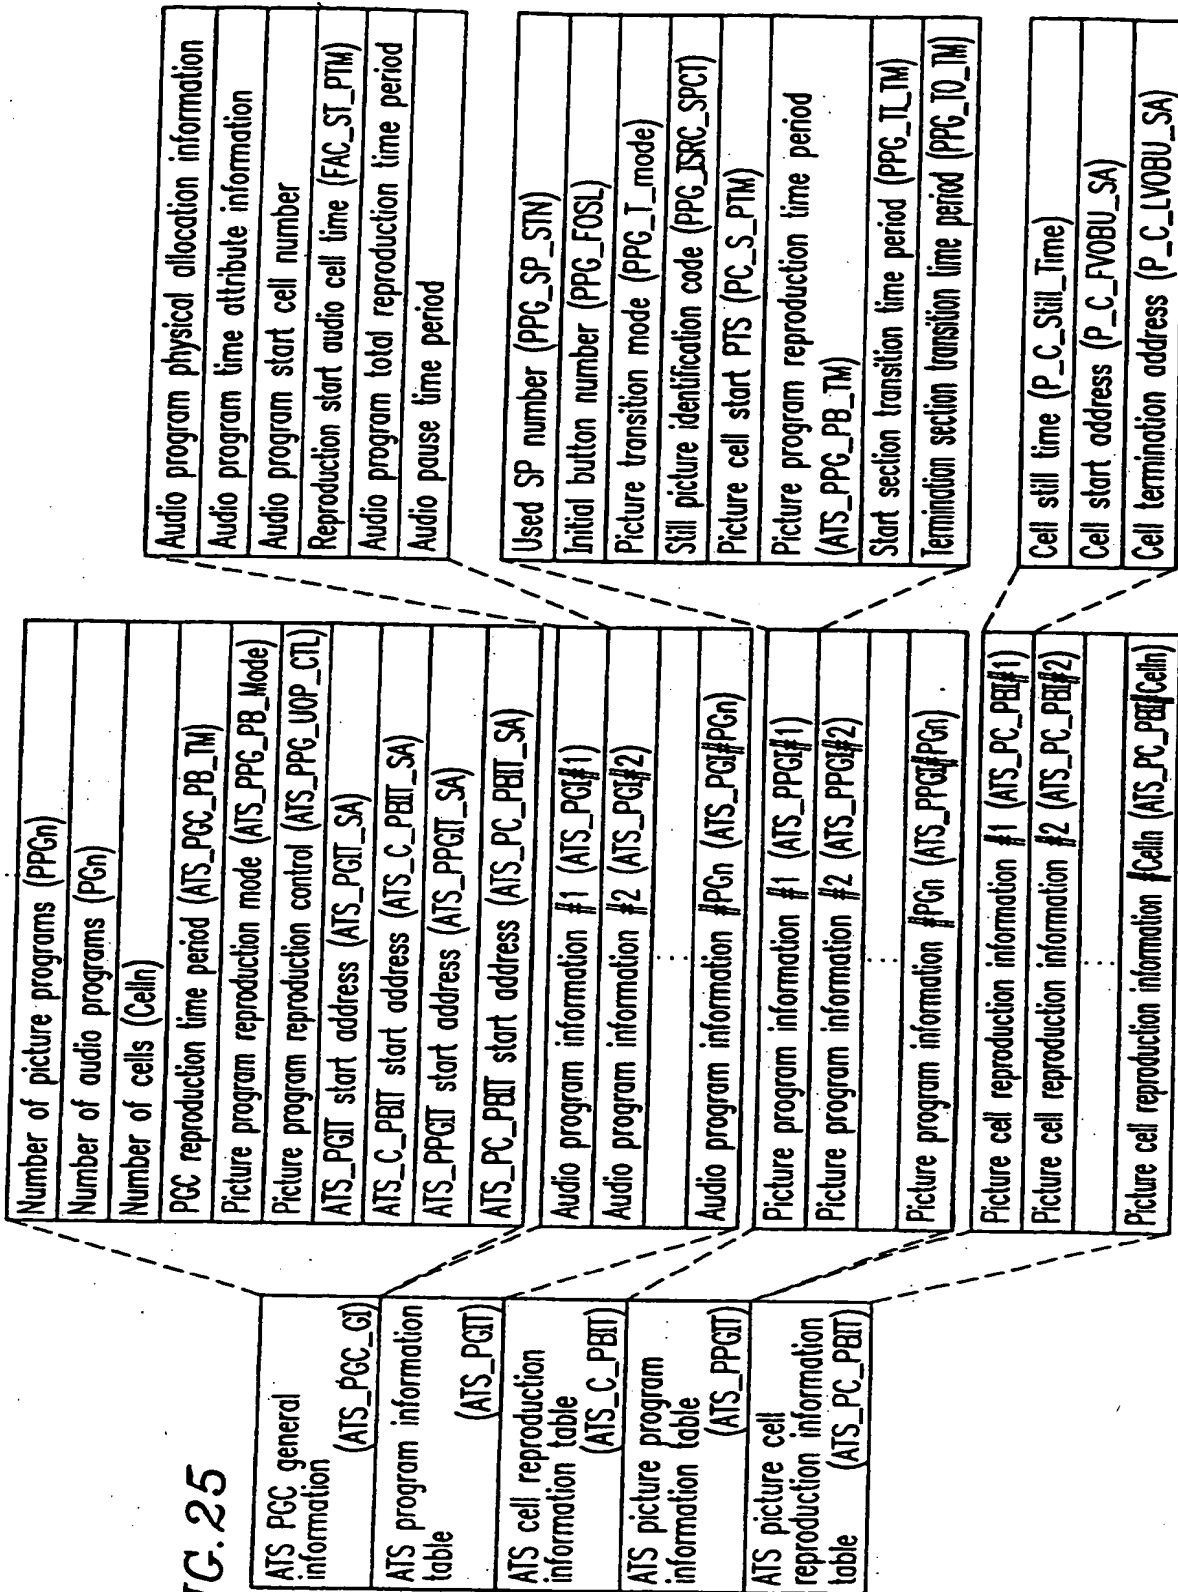 FIG. 25
ATS PGC general
information
(ATS_PGC_GI)
ATS program information
table
(ATS_PGIT)
ATS cell reproduction
information table
(ATS_C_PBIT)
ATS picture program
information table
(ATS_PPGIT)
ATS picture cell
reproduction information
table (ATS_PC_PBIT)
Number of picture programs (PPGn)
Number of audio programs (PGn)
Number of cells (Celln)
PGC reproduction time period (ATS_PGC_PB_TM)
Picture program reproduction mode (ATS_PPG_PB_Mode)
Picture program reproduction control (ATS_PPG_UOP_CTL)
ATS_PGIT start address (ATS_PGIT_SA)
ATS_C_PBIT start address (ATS_C_PBIT_SA)
ATS_PPGIT start address (ATS_PPGIT_SA)
ATS_PC_PBIT start address (ATS_PC_PBIT_SA)
Audio program information #1 (ATS_PGI#1)
Audio program information #2 (ATS_PGI#2)
Audio program information #PGn (ATS_PGI#PGn)
Picture program information #1 (ATS_PPGI#1)
Picture program information #2 (ATS_PPGI#2)
Picture program information #PGn (ATS_PPGI#PGn)
Picture cell reproduction information #1 (ATS_PC_PBI#1)
Picture cell reproduction information #2 (ATS_PC_PBI#2)
Picture cell reproduction information #Celln (ATS_PC_PBI#Celln)
Audio program physical allocation information
Audio program time attribute information
Audio program start cell number
Reproduction start audio cell time (FAC_ST_PTM)
Audio program total reproduction time period
Audio pause time period
Used SP number (PPG_SP_STN)
Initial button number (PPG_FOSL)
Picture transition mode (PPG_T_mode)
Still picture identification code (PPG_ISRC_SPCT)
Picture cell start PTS (PC_S_PTM)
Picture program reproduction time period
(ATS_PPG_PB_TM)
Start section transition time period (PPG_TL_TM)
Termination section transition time period (PPG_TO_TM)
Cell still time (P_C_Still_Time)
Cell start address (P_C_FVOBU_SA)
Cell termination address (P_C_LVOBU_SA)